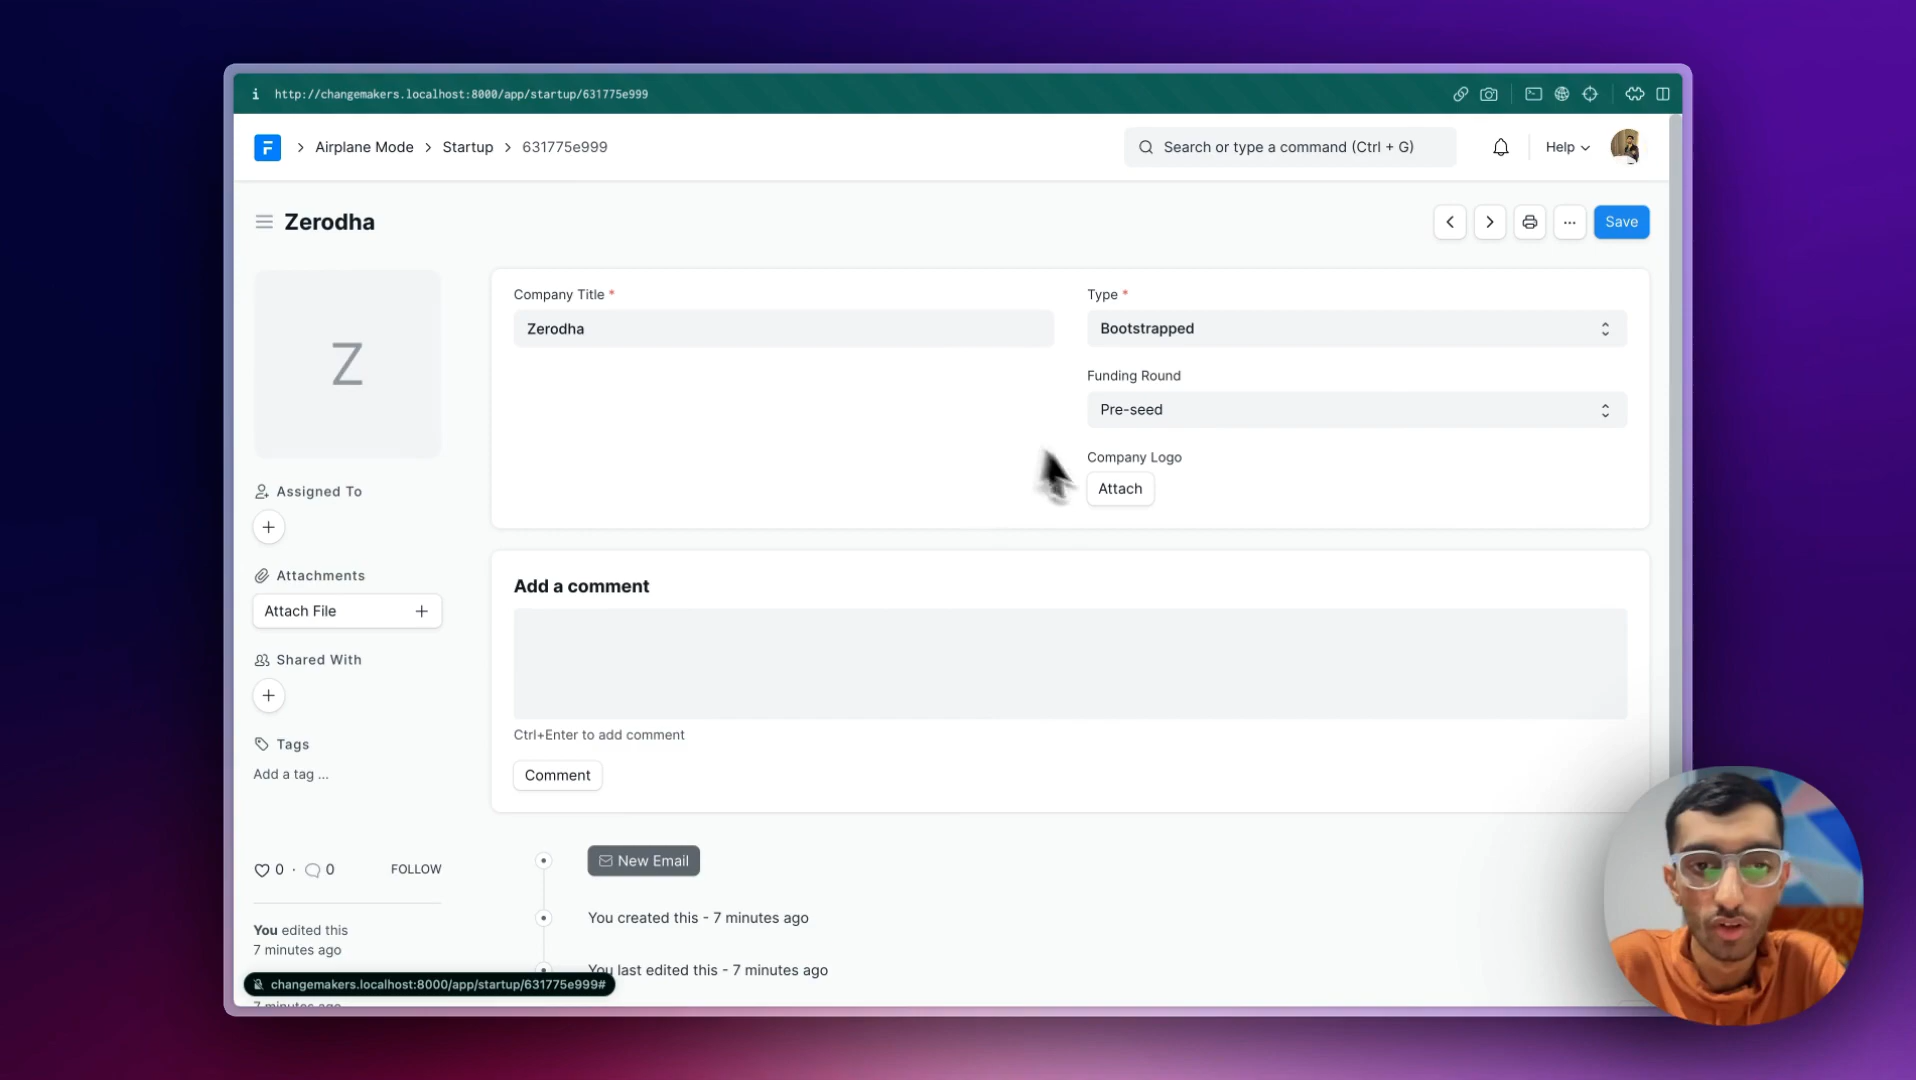 i http://changemakers.localhost:8000/app/startup/631775e999
Airplane Mode > Startup > 631775e999
Search or type a command (Ctrl + G)
Help
Zerodha
Save
Z
Company Title *
Zerodha
Type *
Bootstrapped
Funding Round
Pre-seed
Company Logo
Attach
Assigned To
Attachments
Attach File
Shared With
Tags
Add a tag ...
0 · 0
FOLLOW
You edited this
7 minutes ago
Add a comment
Ctrl+Enter to add comment
Comment
New Email
You created this - 7 minutes ago
You last edited this - 7 minutes ago
changemakers.localhost:8000/app/startup/631775e999#
7 minutes ago